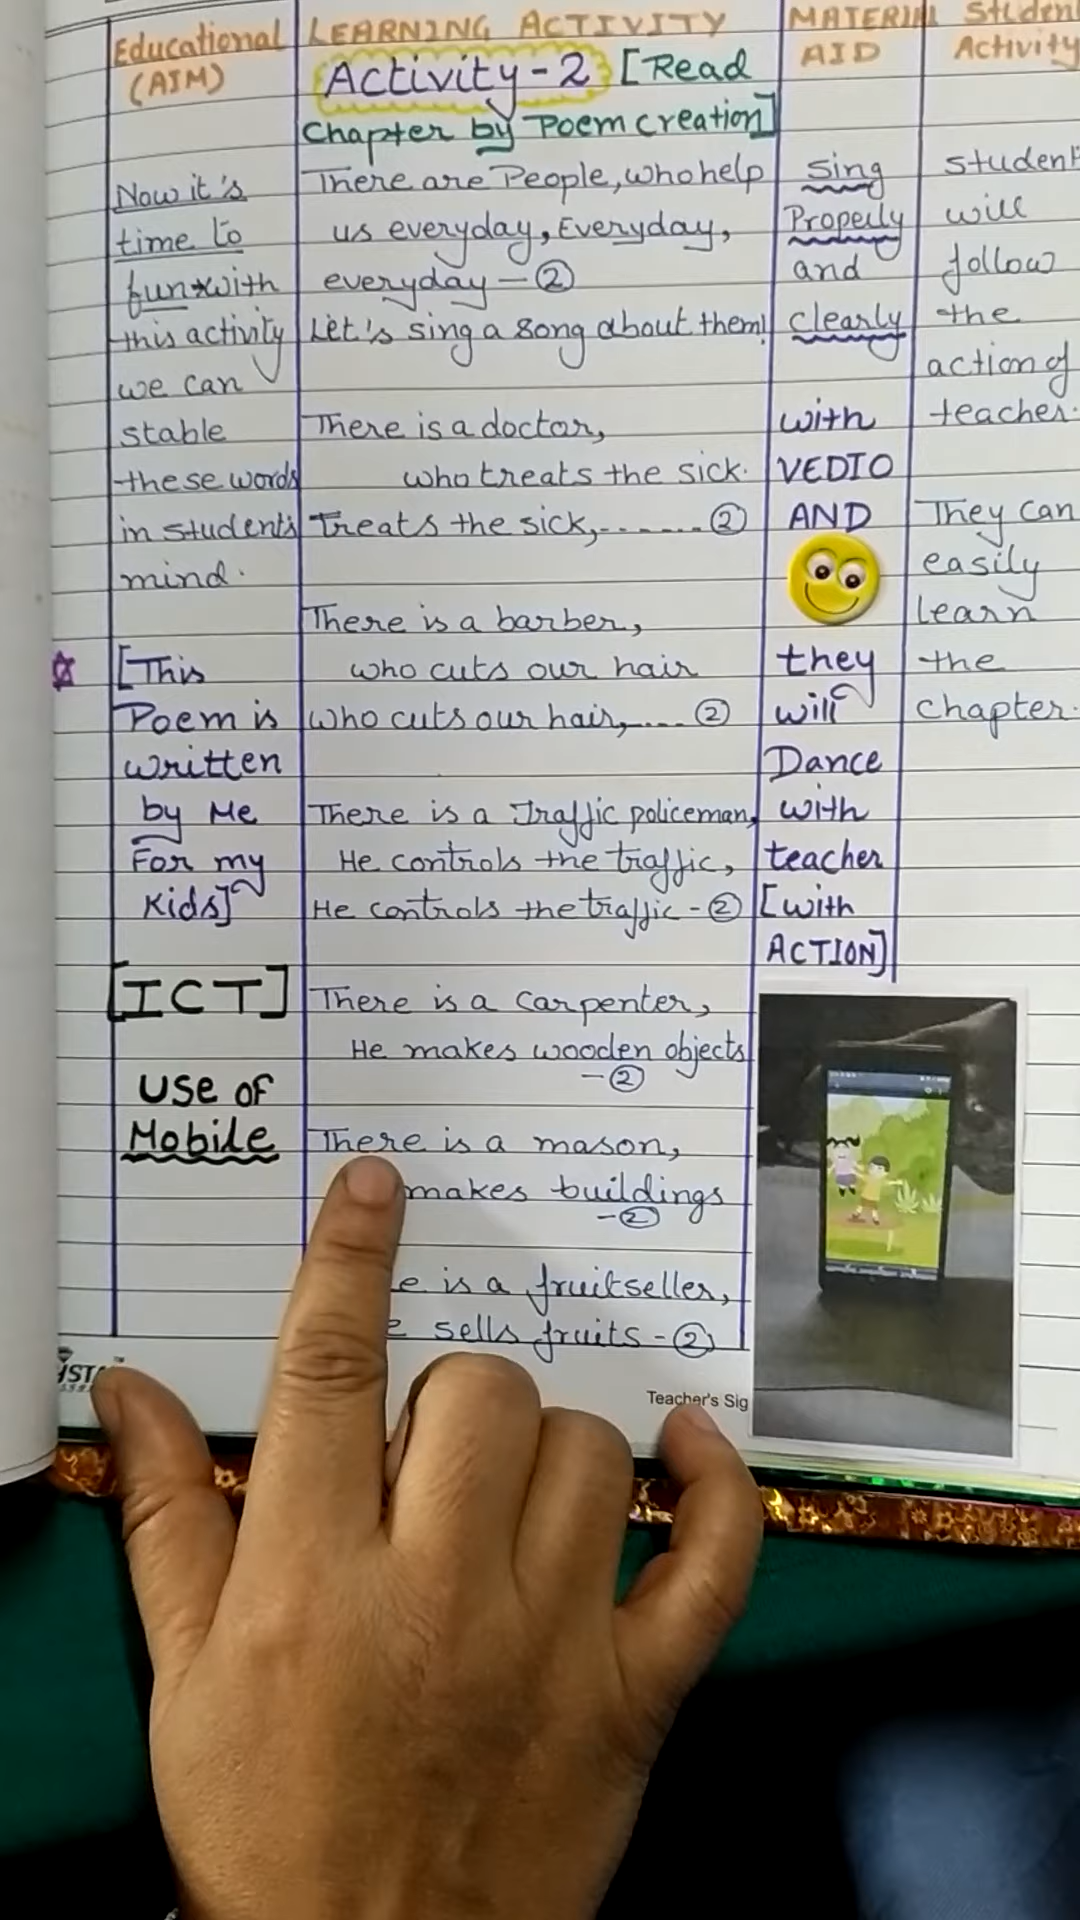 Educational
(AIM)
Now it's
time to
fun with
this activity
we can
stable
these words
in student's
mind.
[This
Poem is
written
by Me
For my
Kids]
[ICT]
USE OF
Mobile
LEARNING ACTIVITY
Activity-2 [Read
Chapter by Poem creation]
There are People, who help
us everyday, Everyday,
everyday - 2
Let's sing a song about them!
There is a doctor,
who treats the sick.
treats the sick,-------2
There is a barber,
who cuts our hair
who cuts our hair,---- 2
There is a Traffic policeman,
He controls the traffic,
He controls the traffic - 2
There is a carpenter,
He makes wooden objects
-2
There is a mason,
makes buildings
-2
e is a fruitseller,
e sells fruits - 2
MATERIAL
AID
sing
Properly
and
clearly
with
VEDIO
AND
they
will
Dance
with
teacher
[with
ACTION]
Studen
Activity
student
will
follow
the
action of
teacher.
They can
easily
learn
the
chapter.
Teacher's Sig